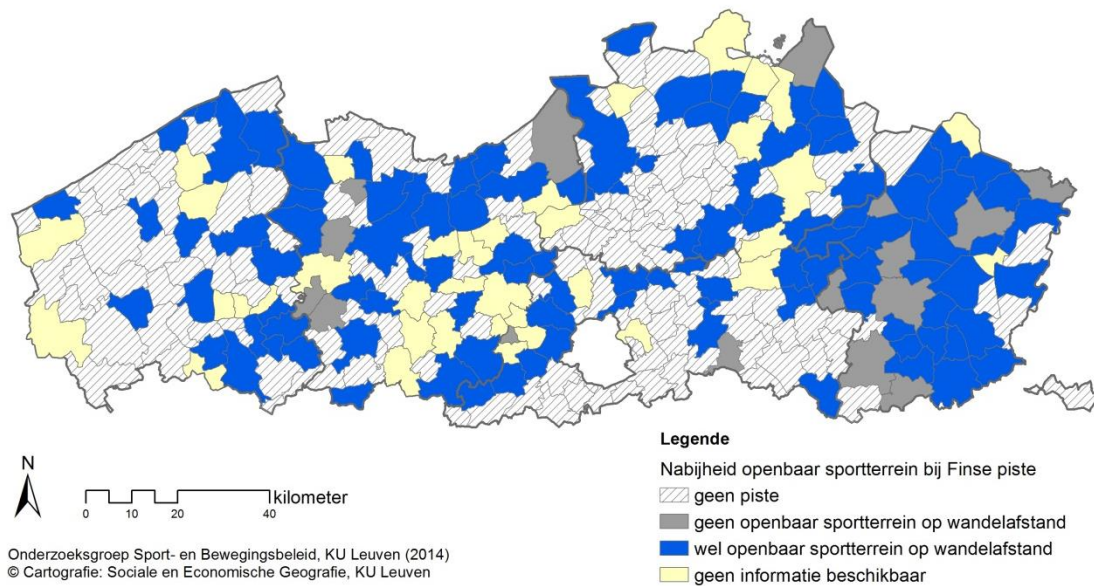 Legende
Nabijheid openbaar sportterrein bij Finse piste
geen piste
geen openbaar sportterrein op wandelafstand
wel openbaar sportterrein op wandelafstand
geen informatie beschikbaar
N
kilometer
0 10 20 40
Onderzoeksgroep Sport- en Bewegingsbeleid, KU Leuven (2014)
© Cartografie: Sociale en Economische Geografie, KU Leuven